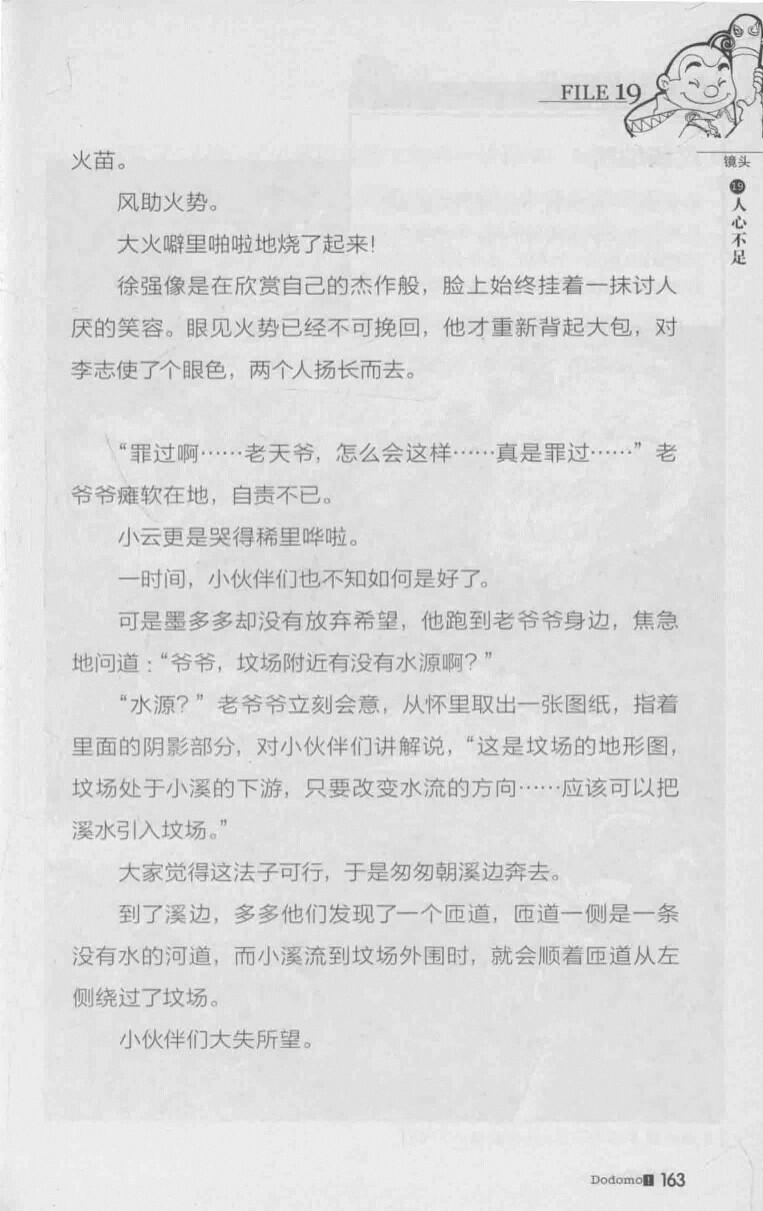 FILE 19
镜头
19
人心不足
火苗。
风助火势。
大火噼里啪啦地烧了起来!
徐强像是在欣赏自己的杰作般，脸上始终挂着一抹讨人
厌的笑容。眼见火势已经不可挽回，他才重新背起大包，对
李志使了个眼色，两个人扬长而去。
“罪过啊……老天爷，怎么会这样……真是罪过……”老
爷爷瘫软在地，自责不已。
小云更是哭得稀里哗啦。
一时间，小伙伴们也不知如何是好了。
可是墨多多却没有放弃希望，他跑到老爷爷身边，焦急
地问道：“爷爷，坟场附近有没有水源啊？”
“水源？”老爷爷立刻会意，从怀里取出一张图纸，指着
里面的阴影部分，对小伙伴们讲解说，“这是坟场的地形图，
坟场处于小溪的下游，只要改变水流的方向……应该可以把
溪水引入坟场。”
大家觉得这法子可行，于是匆匆朝溪边奔去。
到了溪边，多多他们发现了一个匝道，匝道一侧是一条
没有水的河道，而小溪流到坟场外围时，就会顺着匝道从左
侧绕过了坟场。
小伙伴们大失所望。
Dodomo! 163